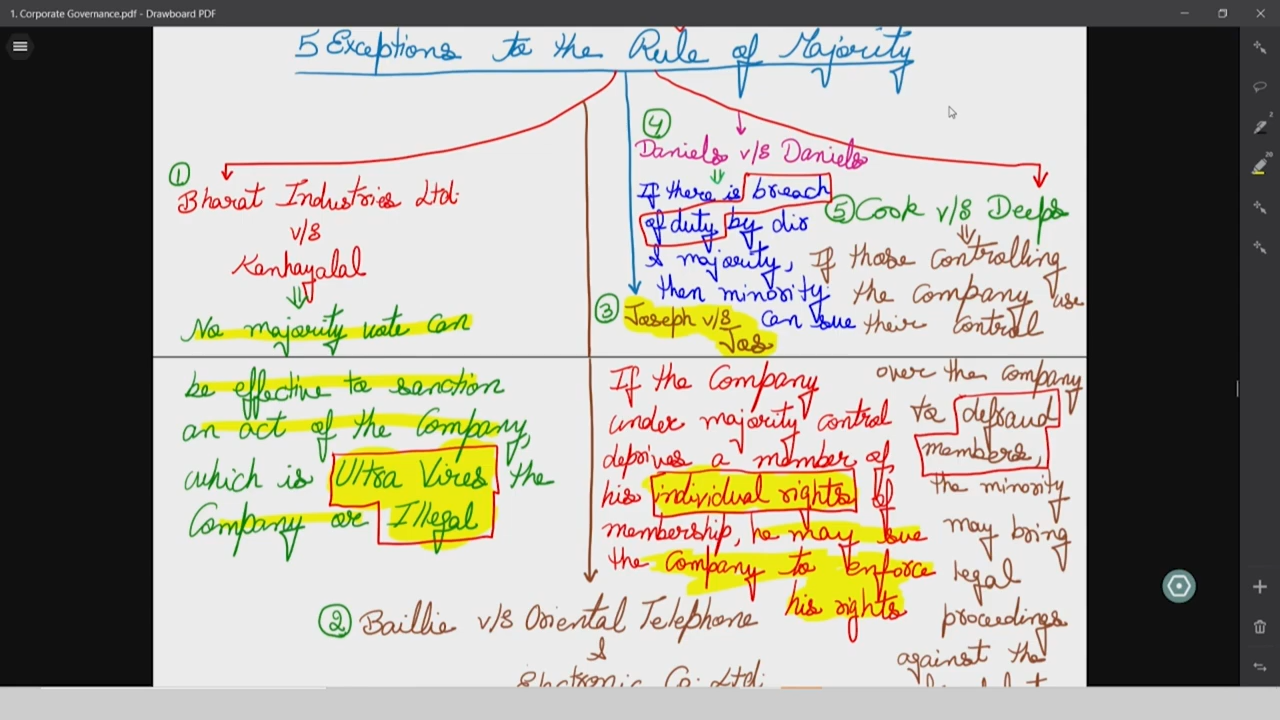 1. Corporate Governance.pdf - Drawboard PDF
5 Exceptions to the Rule of Majority
①
Bharat Industries Ltd.
v/s
Kanhayalal
No majority vote can
be effective to sanction
an act of the Company,
which is Ultra Vires the
Company or Illegal
② Baillie v/s Oriental Telephone
&
Electronic Co. Ltd.
③ Joseph v/s
Jos
If the Company
under majority control
deprives a member of
his individual rights of
membership, he may sue
the Company to enforce
his rights
④
Daniels v/s Daniels
If there is breach
of duty by dir
& majority,
then minority
can sue
⑤ Cook v/s Deeps
If those controlling
the Company use
their control
over the company
to defraud
members,
the minority
may bring
legal
proceedings
against the